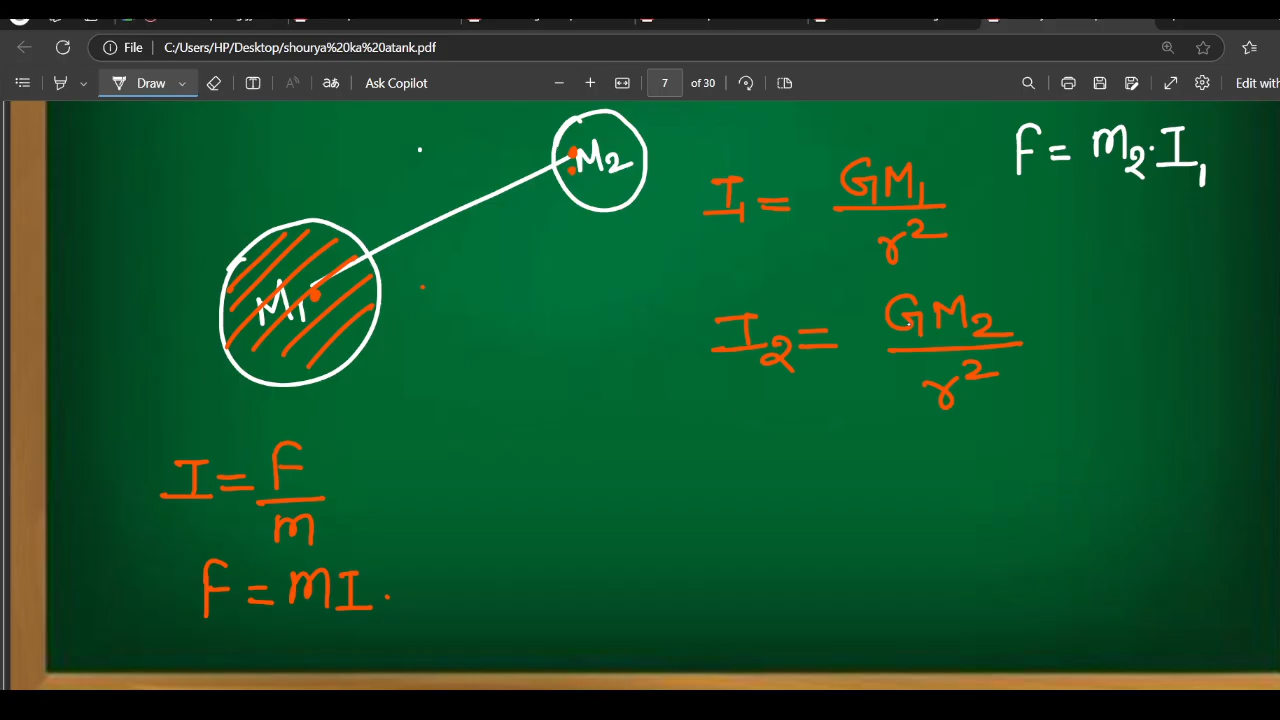 File C:/Users/HP/Desktop/shourya%20ka%20atank.pdf
Draw Ask Copilot 7 of 30 Edit with
M₂
M₁
F = m₂·I₁
I₁ = GM₁/r²
I₂ = GM₂/r²
I = F/m
F = mI.